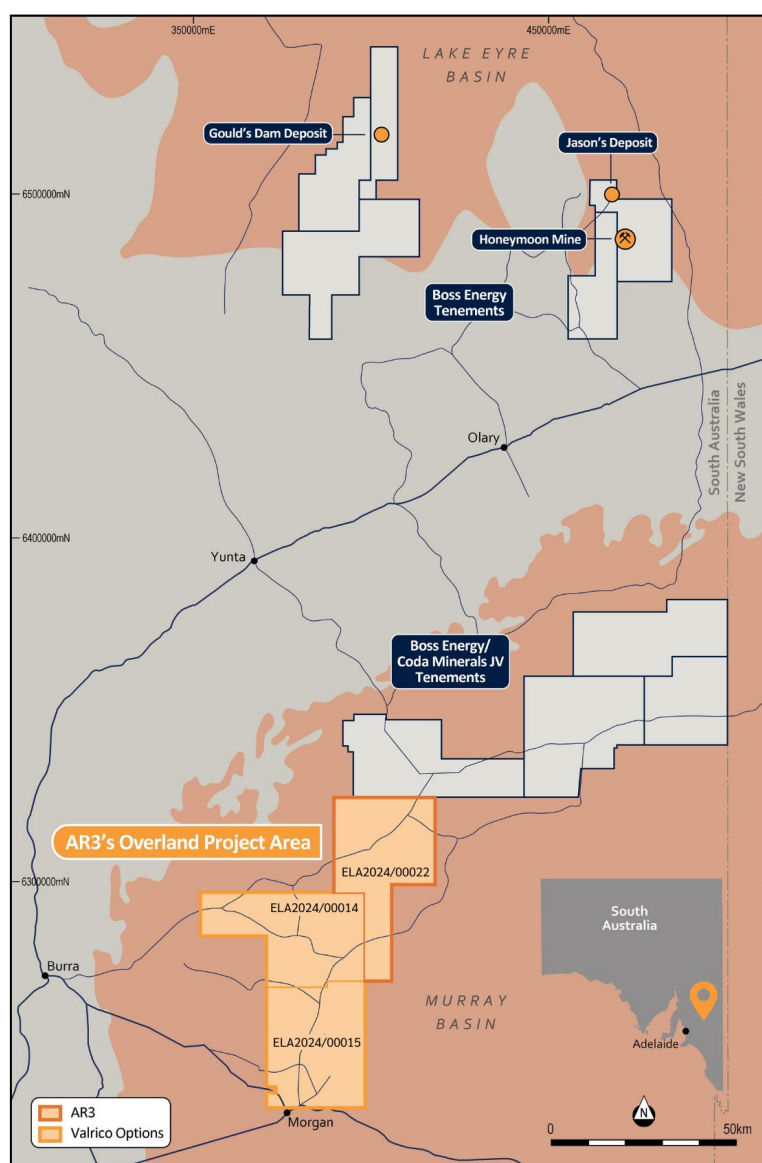 350000mE
450000mE
LAKE EYRE
BASIN
Gould's Dam Deposit
Jason's Deposit
6500000mN
Honeymoon Mine
Boss Energy
Tenements
South Australia
New South Wales
Olary
6400000mN
Yunta
Boss Energy/
Coda Minerals JV
Tenements
AR3's Overland Project Area
ELA2024/00022
6300000mN
ELA2024/00014
South
Australia
Burra
MURRAY
BASIN
Adelaide
ELA2024/00015
AR3
Valrico Options
Morgan
N
0
50km